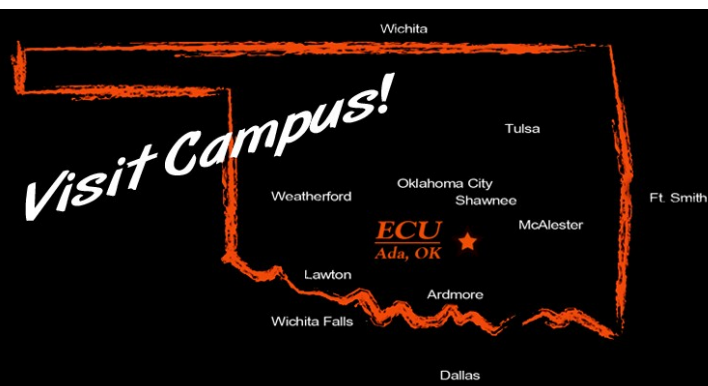 Wichita
Visit Campus!
Tulsa
Oklahoma City
Weatherford
Shawnee
Ft. Smith
McAlester
ECU
Ada, OK
Lawton
Ardmore
Wichita Falls
Dallas